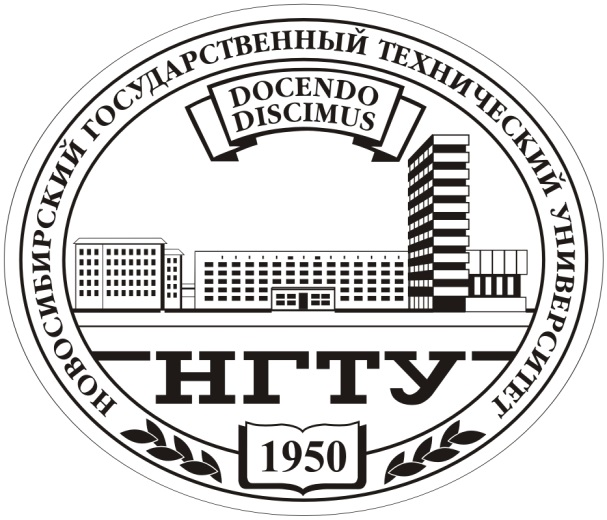 НОВОСИБИРСКИЙ ГОСУДАРСТВЕННЫЙ ТЕХНИЧЕСКИЙ УНИВЕРСИТЕТ
DOCENDO
DISCIMUS
НГТУ
1950